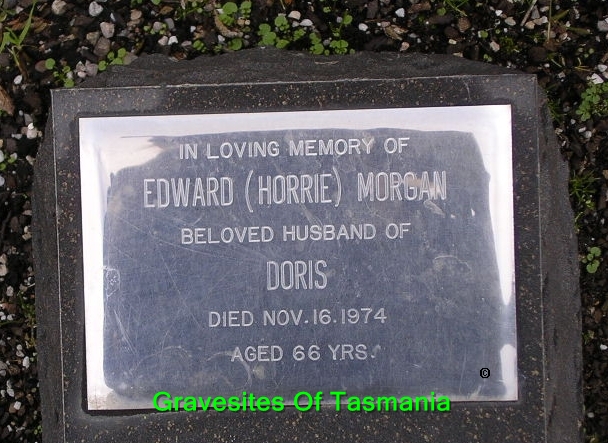 IN LOVING MEMORY OF
EDWARD (HORRIE) MORGAN
BELOVED HUSBAND OF
DORIS
DIED NOV. 16. 1974
AGED 66 YRS.
©
Gravesites Of Tasmania